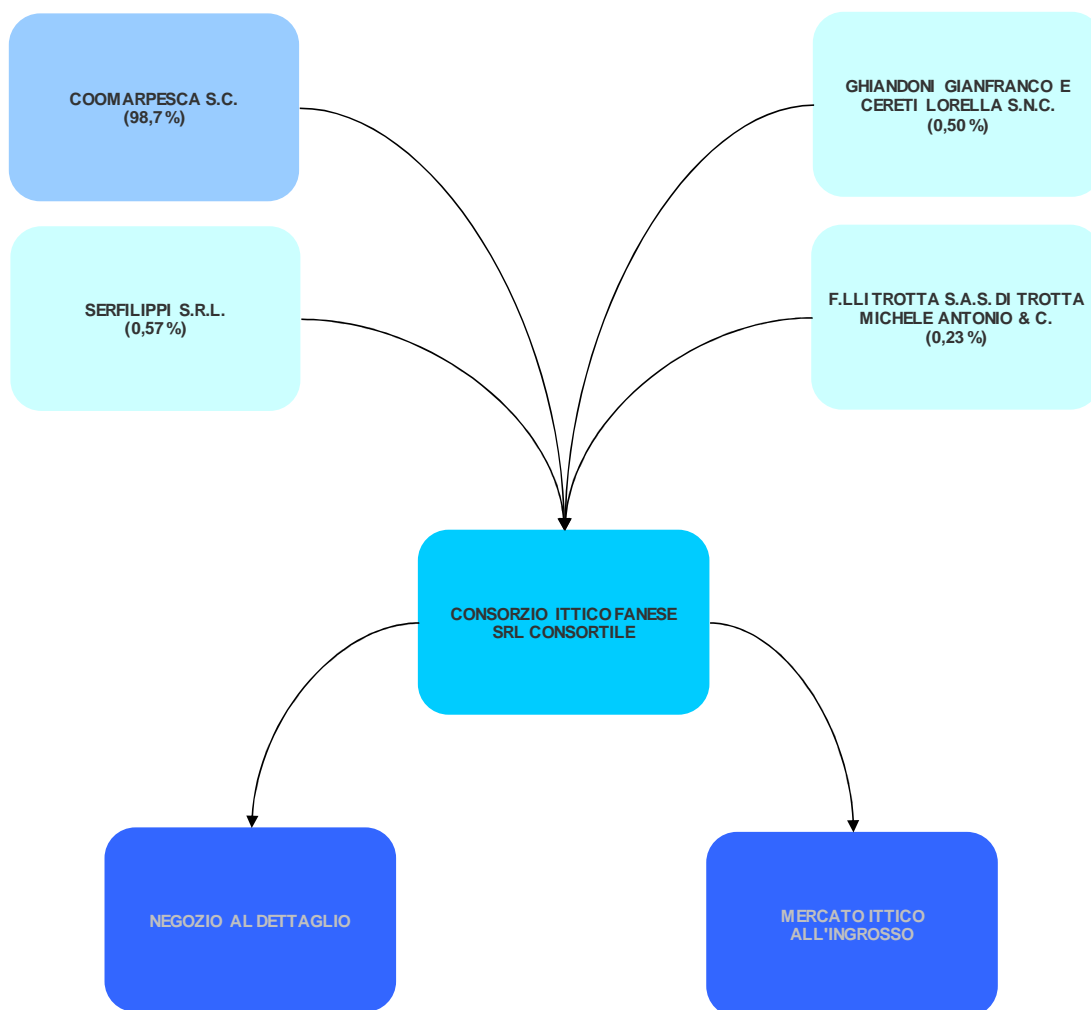 COOMARPESCA S.C.
(98,7%)
GHIANDONI GIANFRANCO E
CERETI LORELLA S.N.C.
(0,50%)
SERFILIPPI S.R.L.
(0,57%)
F.LLI TROTTA S.A.S. DI TROTTA
MICHELE ANTONIO & C.
(0,23%)
CONSORZIO ITTICO FANESE
SRL CONSORTILE
NEGOZIO AL DETTAGLIO
MERCATO ITTICO
ALL'INGROSSO